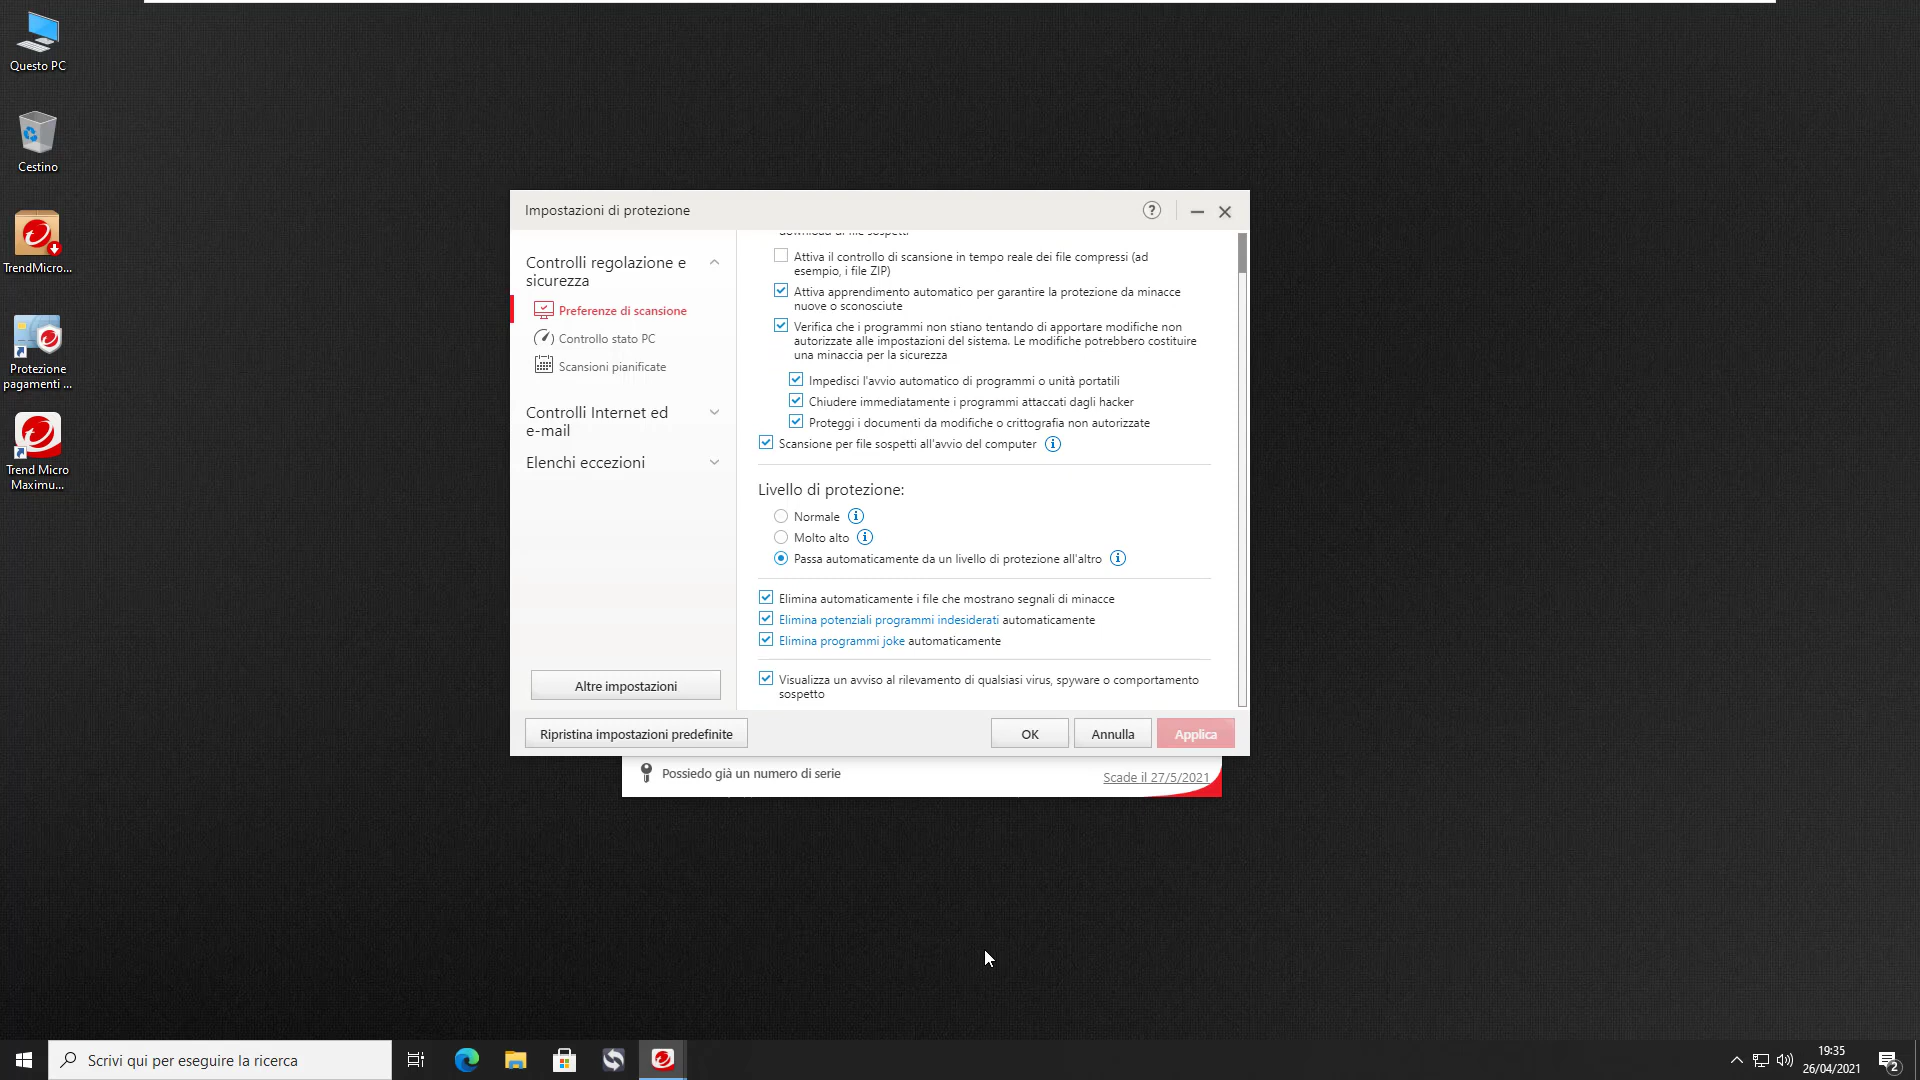 Questo PC
Cestino
TrendMicro...
Protezione
pagamenti ...
Trend Micro
Maximu...
Impostazioni di protezione
?
Controlli regolazione e
sicurezza
Preferenze di scansione
Controllo stato PC
Scansioni pianificate
Controlli Internet ed
e-mail
Elenchi eccezioni
Altre impostazioni
download di file sospetti
Attiva il controllo di scansione in tempo reale dei file compressi (ad
esempio, i file ZIP)
Attiva apprendimento automatico per garantire la protezione da minacce
nuove o sconosciute
Verifica che i programmi non stiano tentando di apportare modifiche non
autorizzate alle impostazioni del sistema. Le modifiche potrebbero costituire
una minaccia per la sicurezza
Impedisci l'avvio automatico di programmi o unità portatili
Chiudere immediatamente i programmi attaccati dagli hacker
Proteggi i documenti da modifiche o crittografia non autorizzate
Scansione per file sospetti all'avvio del computer
Livello di protezione:
Normale
Molto alto
Passa automaticamente da un livello di protezione all'altro
Elimina automaticamente i file che mostrano segnali di minacce
Elimina potenziali programmi indesiderati automaticamente
Elimina programmi joke automaticamente
Visualizza un avviso al rilevamento di qualsiasi virus, spyware o comportamento
sospetto
Ripristina impostazioni predefinite
OK
Annulla
Applica
Possiedo già un numero di serie
Scade il 27/5/2021
Scrivi qui per eseguire la ricerca
19:35
26/04/2021
2